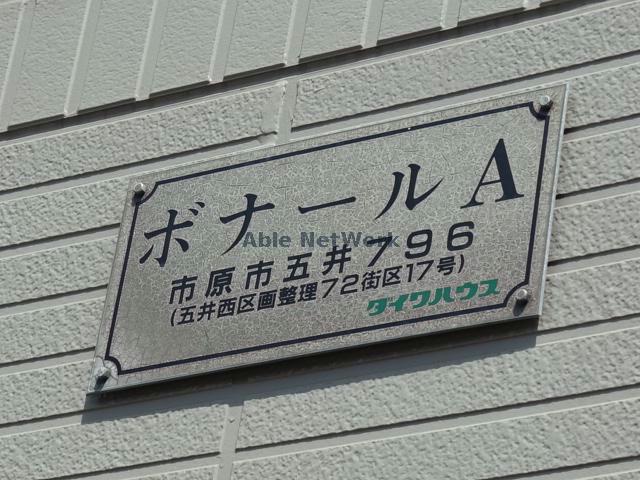 ボナールA
市原市五井796
(五井西区画整理72街区17号)
ダイワハウス
Able NetWork